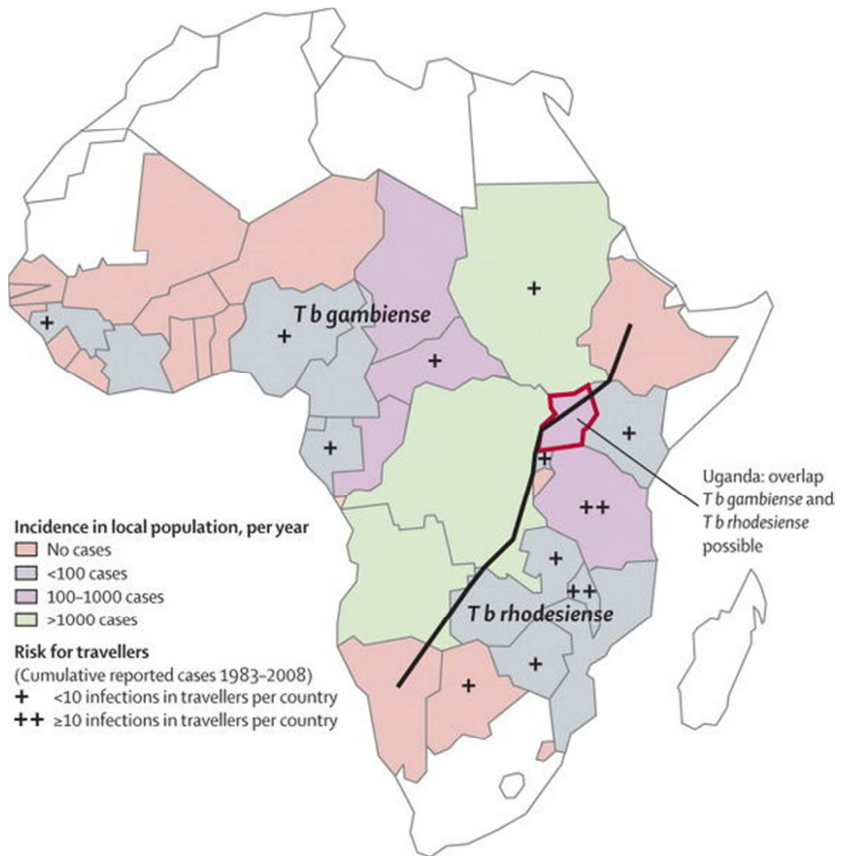 T b gambiense
T b rhodesiense
+
+
+
+
+
+
+
++
+
++
+
+
Uganda: overlap
T b gambiense and
T b rhodesiense
possible
Incidence in local population, per year
No cases
<100 cases
100–1000 cases
>1000 cases
Risk for travellers
(Cumulative reported cases 1983–2008)
+ <10 infections in travellers per country
++ ≥10 infections in travellers per country